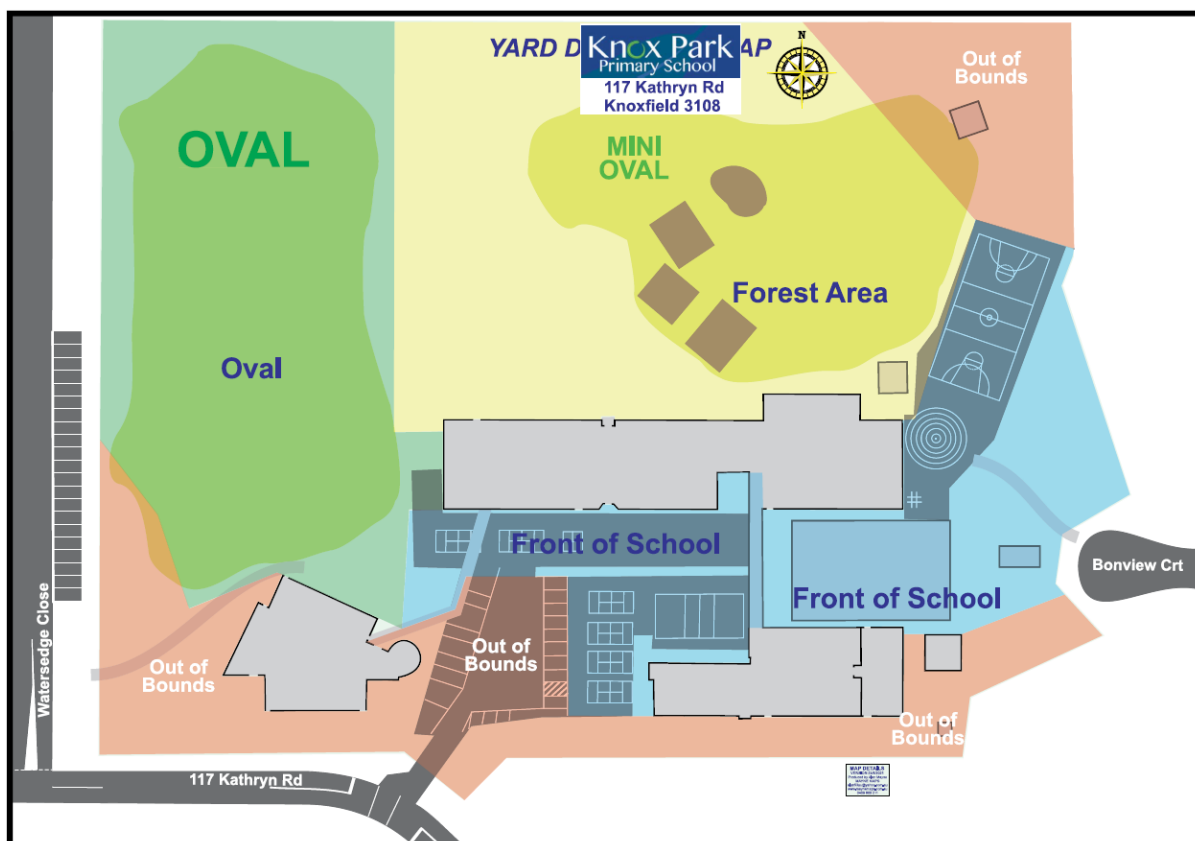 YARD D
AP
Knox Park
Primary School
117 Kathryn Rd
Knoxfield 3108
N
Out of
Bounds
OVAL
MINI
OVAL
Forest Area
Oval
Front of School
Bonview Crt
Front of School
Out of
Bounds
Out of
Bounds
Watersedge Close
Out of
Bounds
117 Kathryn Rd
MAP DETAILS